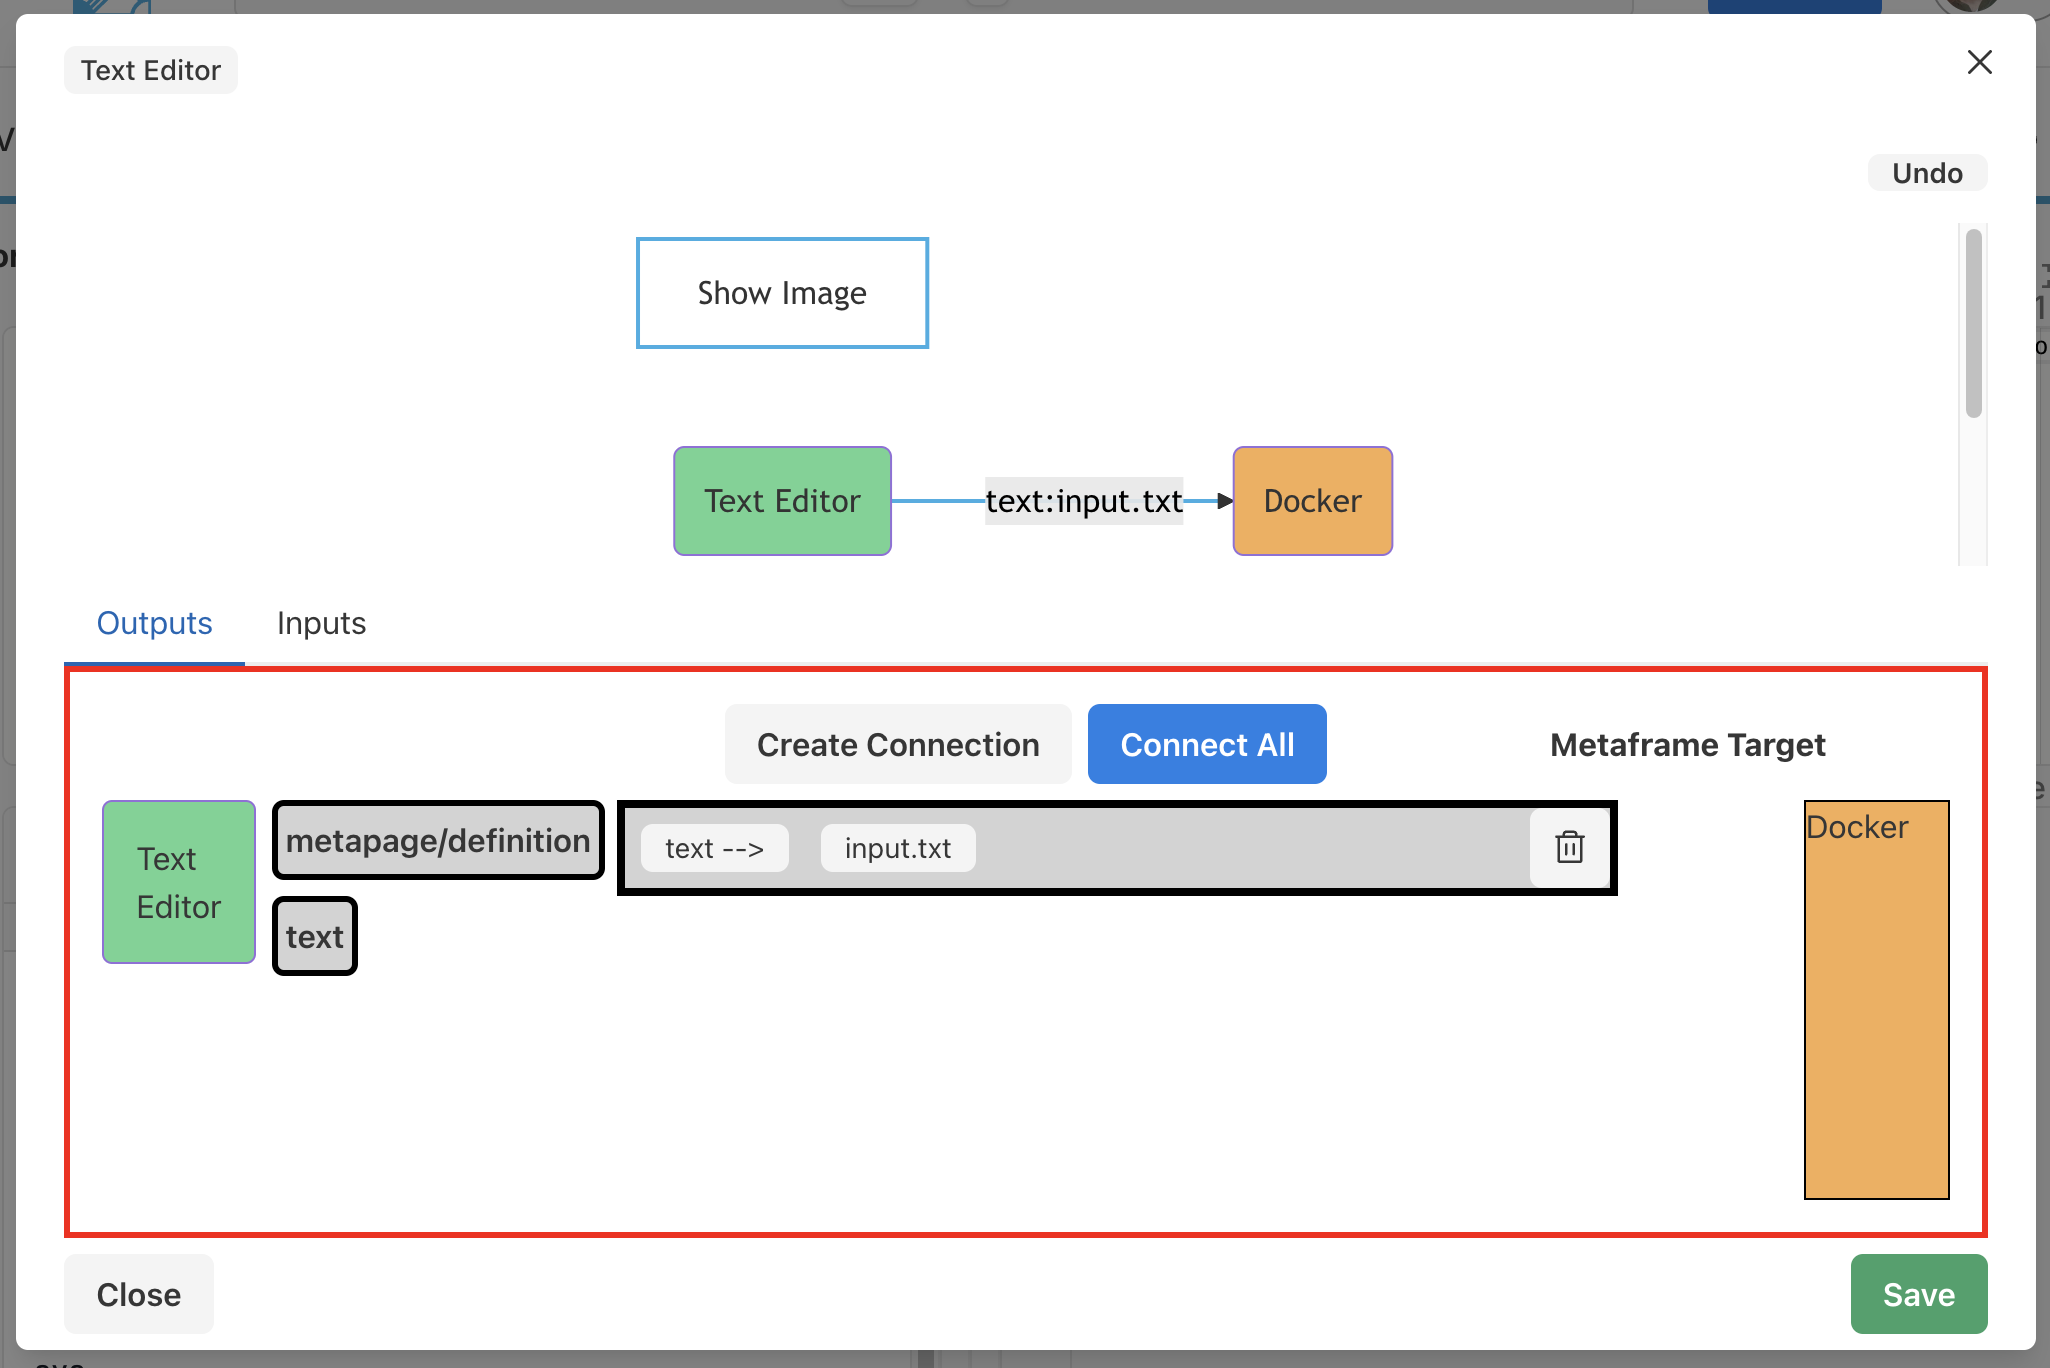 Text Editor
Undo
Show Image
Text Editor
text:input.txt
Docker
Outputs
Inputs
Create Connection
Connect All
Metaframe Target
Text
Editor
metapage/definition
text
text -->
input.txt
Docker
Close
Save